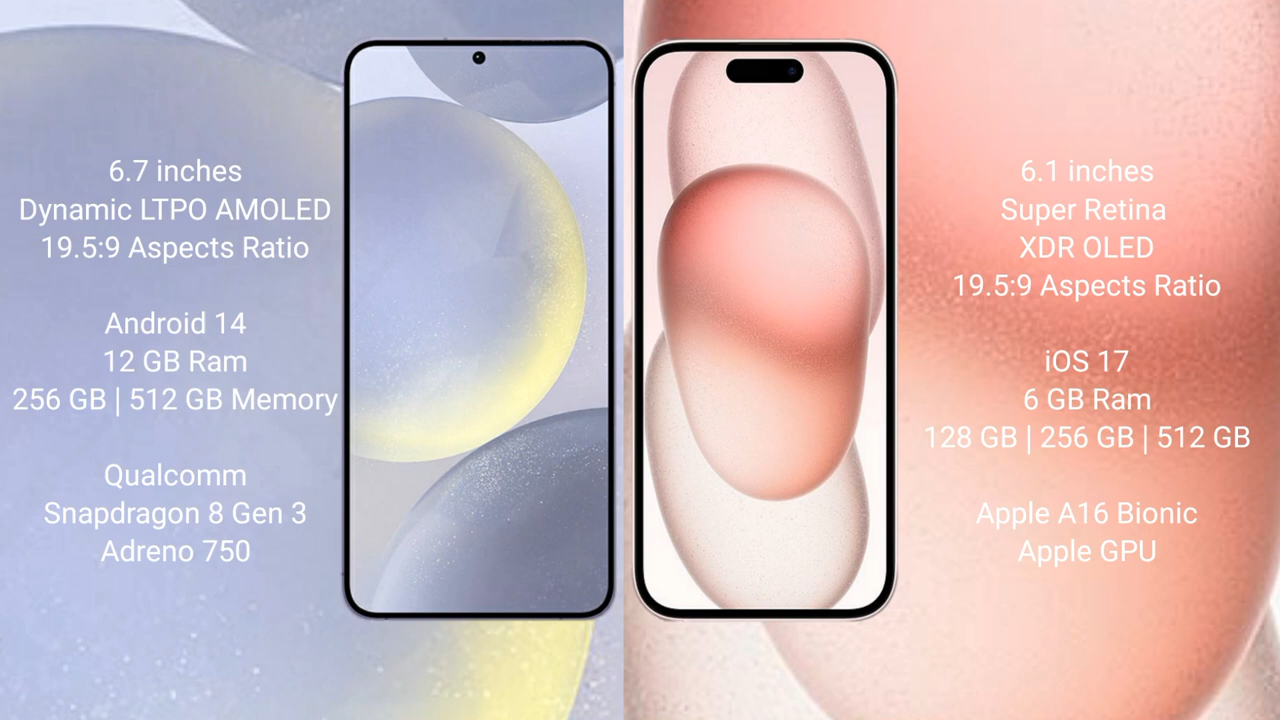 6.7 inches
Dynamic LTPO AMOLED
19.5:9 Aspects Ratio
Android 14
12 GB Ram
256 GB | 512 GB Memory
Qualcomm
Snapdragon 8 Gen 3
Adreno 750
6.1 inches
Super Retina
XDR OLED
19.5:9 Aspects Ratio
iOS 17
6 GB Ram
128 GB | 256 GB | 512 GB
Apple A16 Bionic
Apple GPU